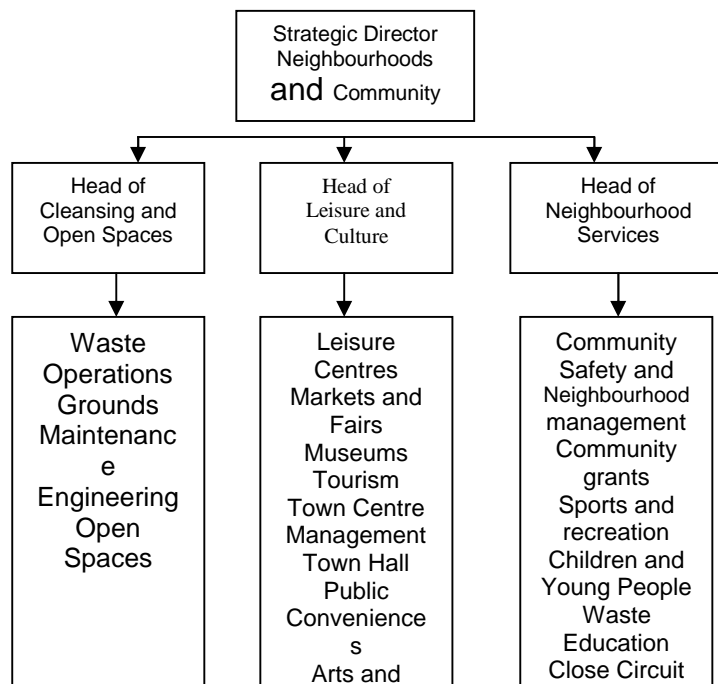 Strategic Director
Neighbourhoods
and Community
Head of
Cleansing and
Open Spaces
Head of
Leisure and
Culture
Head of
Neighbourhood
Services
Waste
Operations
Grounds
Maintenanc
e
Engineering
Open
Spaces
Leisure
Centres
Markets and
Fairs
Museums
Tourism
Town Centre
Management
Town Hall
Public
Convenience
s
Arts and
Community
Safety and
Neighbourhood
management
Community
grants
Sports and
recreation
Children and
Young People
Waste
Education
Close Circuit